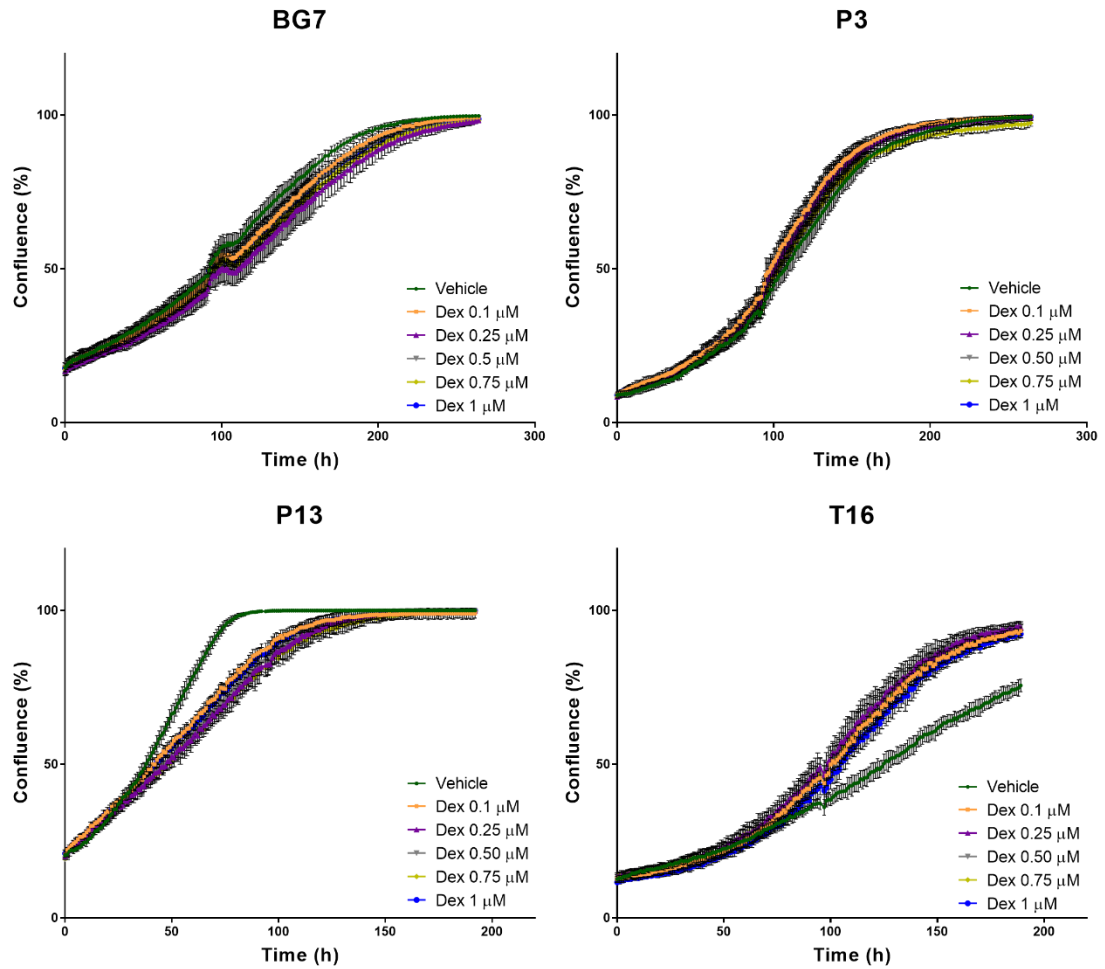 BG7
Confluence (%)
100
50
0
0 100 200 300
Time (h)
Vehicle
Dex 0.1 μM
Dex 0.25 μM
Dex 0.5 μM
Dex 0.75 μM
Dex 1 μM
P3
Confluence (%)
100
50
0
0 100 200 300
Time (h)
Vehicle
Dex 0.1 μM
Dex 0.25 μM
Dex 0.50 μM
Dex 0.75 μM
Dex 1 μM
P13
Confluence (%)
100
50
0
0 50 100 150 200
Time (h)
Vehicle
Dex 0.1 μM
Dex 0.25 μM
Dex 0.50 μM
Dex 0.75 μM
Dex 1 μM
T16
Confluence (%)
100
50
0
0 50 100 150 200
Time (h)
Vehicle
Dex 0.1 μM
Dex 0.25 μM
Dex 0.50 μM
Dex 0.75 μM
Dex 1 μM